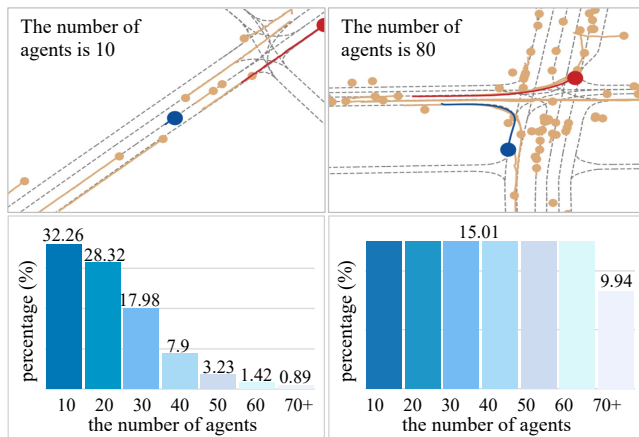 The number of
agents is 10
The number of
agents is 80
percentage (%)
32.26
28.32
17.98
7.9
3.23
1.42
0.89
10 20 30 40 50 60 70+
the number of agents
percentage (%)
15.01
9.94
10 20 30 40 50 60 70+
the number of agents